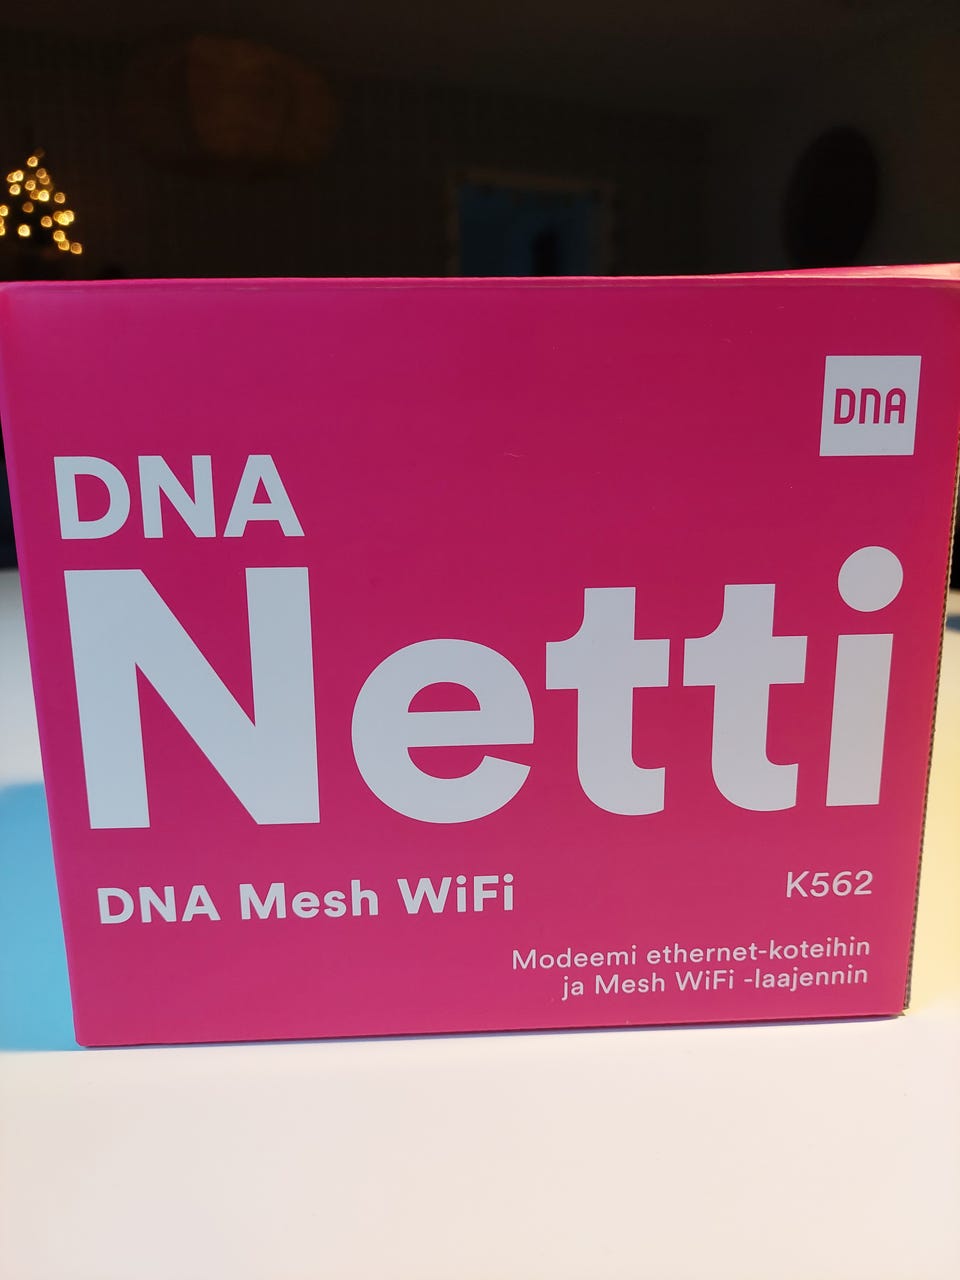 DNA
DNA
Netti
DNA Mesh WiFi
K562
Modeemi ethernet-koteihin
ja Mesh WiFi -laajennin